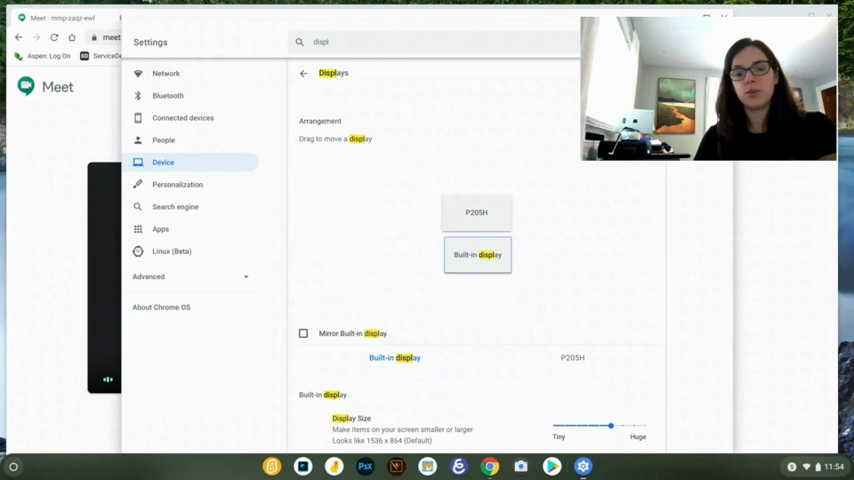 Meet - mmp-zaqz-ewf
meet
Aspen: Log On
ServiceDe
Meet
Settings
displ
Network
Bluetooth
Connected devices
People
Device
Personalization
Search engine
Apps
Linux (Beta)
Advanced
About Chrome OS
Displays
Arrangement
Drag to move a display
P205H
Built-in display
Mirror Built-in display
Built-in display
P205H
Built-in display
Display Size
Make items on your screen smaller or larger
Looks like 1536 x 864 (Default)
Tiny
Huge
PsX
11:54